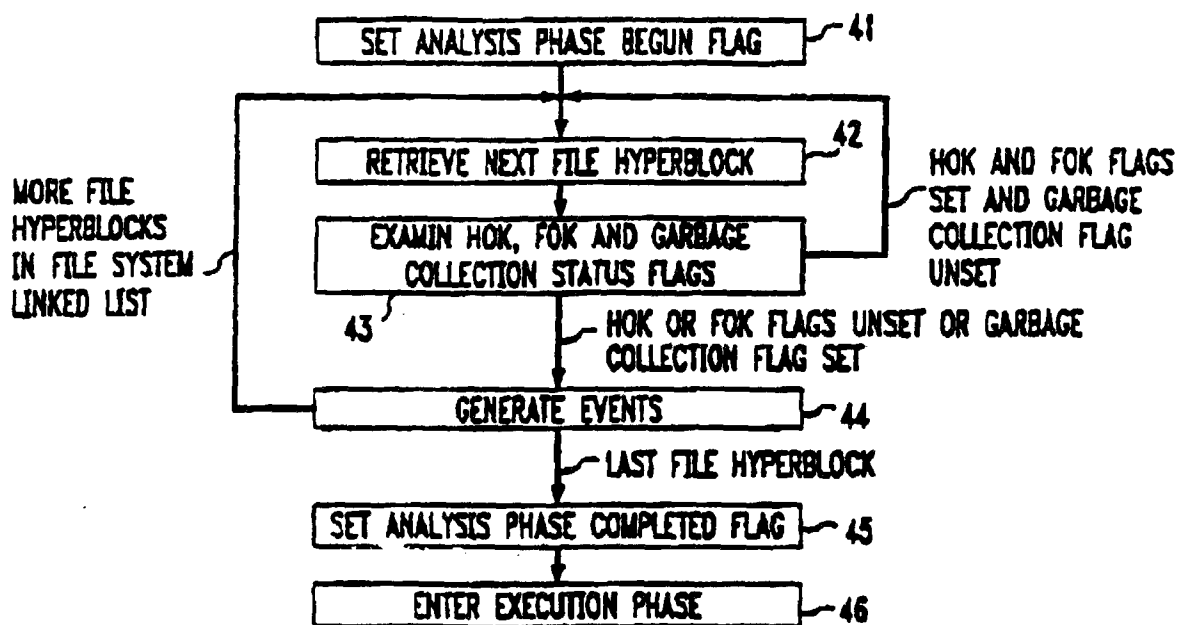 SET ANALYSIS PHASE BEGUN FLAG
41
RETRIEVE NEXT FILE HYPERBLOCK
42
HOK AND FOK FLAGS
SET AND GARBAGE
COLLECTION FLAG
UNSET
MORE FILE
HYPERBLOCKS
IN FILE SYSTEM
LINKED LIST
EXAMIN HOK, FOK AND GARBAGE
COLLECTION STATUS FLAGS
43
HOK OR FOK FLAGS UNSET OR GARBAGE
COLLECTION FLAG SET
GENERATE EVENTS
44
LAST FILE HYPERBLOCK
SET ANALYSIS PHASE COMPLETED FLAG
45
ENTER EXECUTION PHASE
46